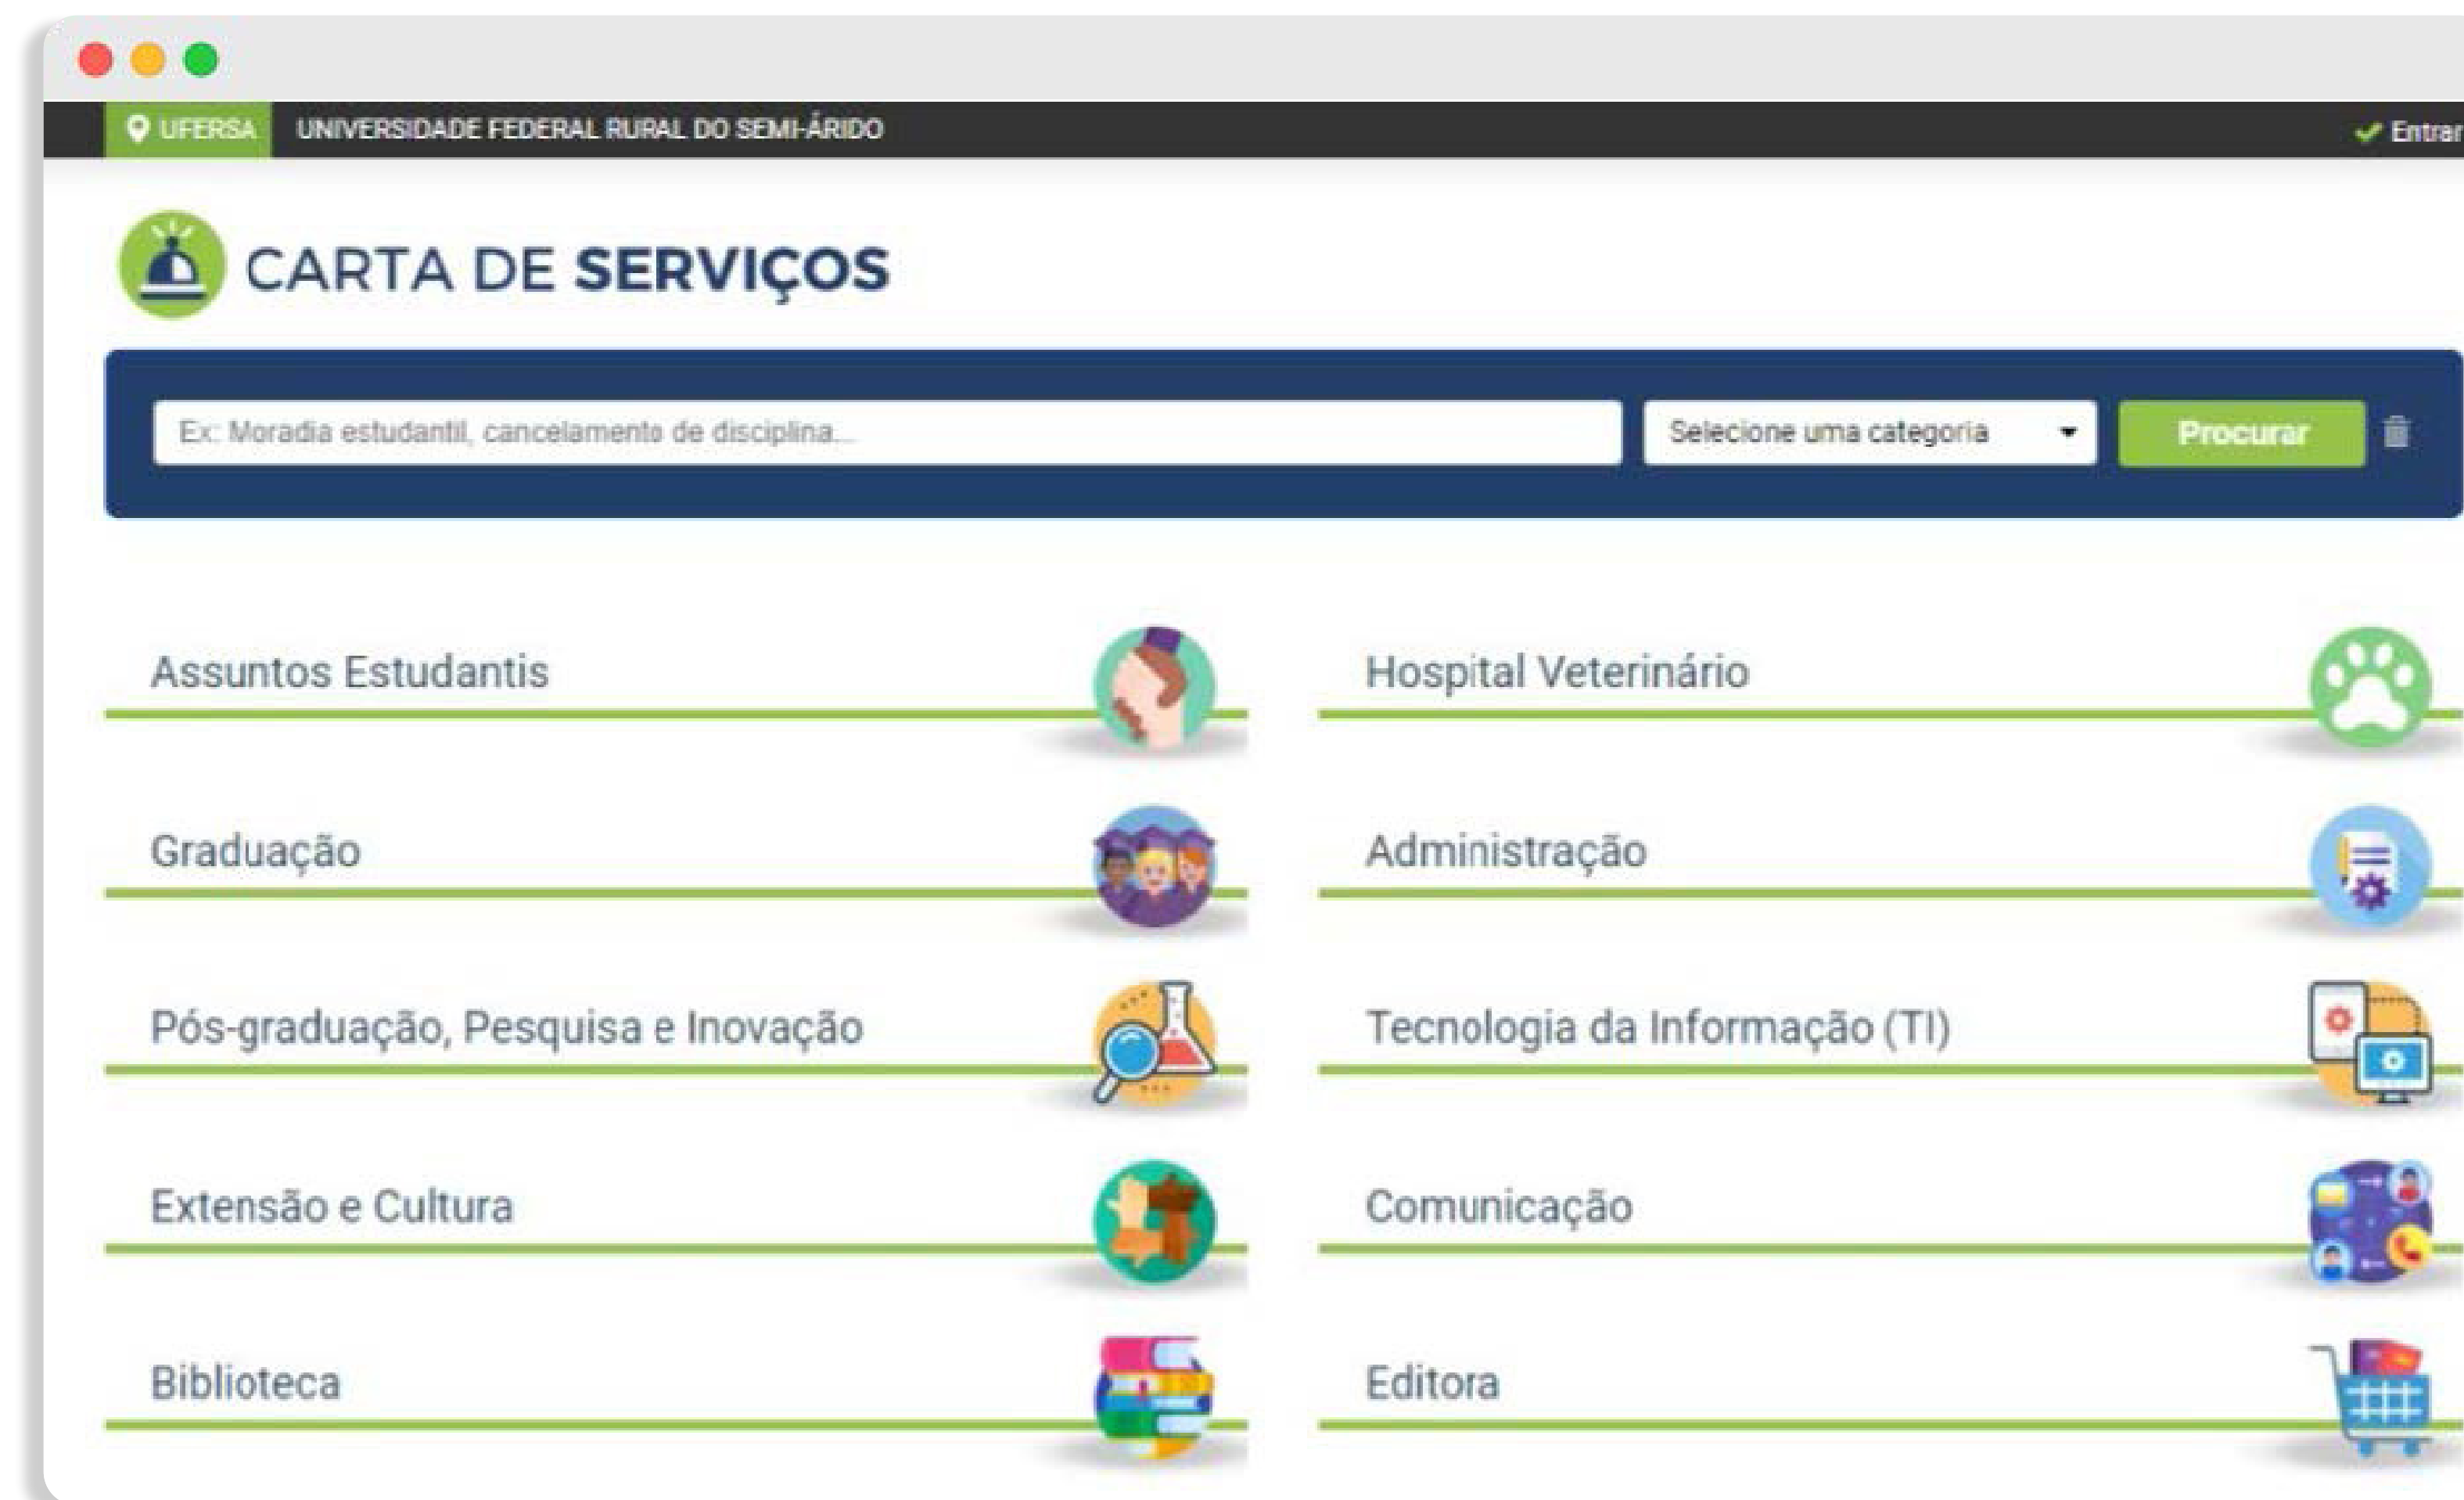 UFERSA UNIVERSIDADE FEDERAL RURAL DO SEMI-ÁRIDO Entrar
CARTA DE SERVIÇOS
Ex: Moradia estudantil, cancelamento de disciplina... Selecione uma categoria Procurar
Assuntos Estudantis
Hospital Veterinário
Graduação
Administração
Pós-graduação, Pesquisa e Inovação
Tecnologia da Informação (TI)
Extensão e Cultura
Comunicação
Biblioteca
Editora